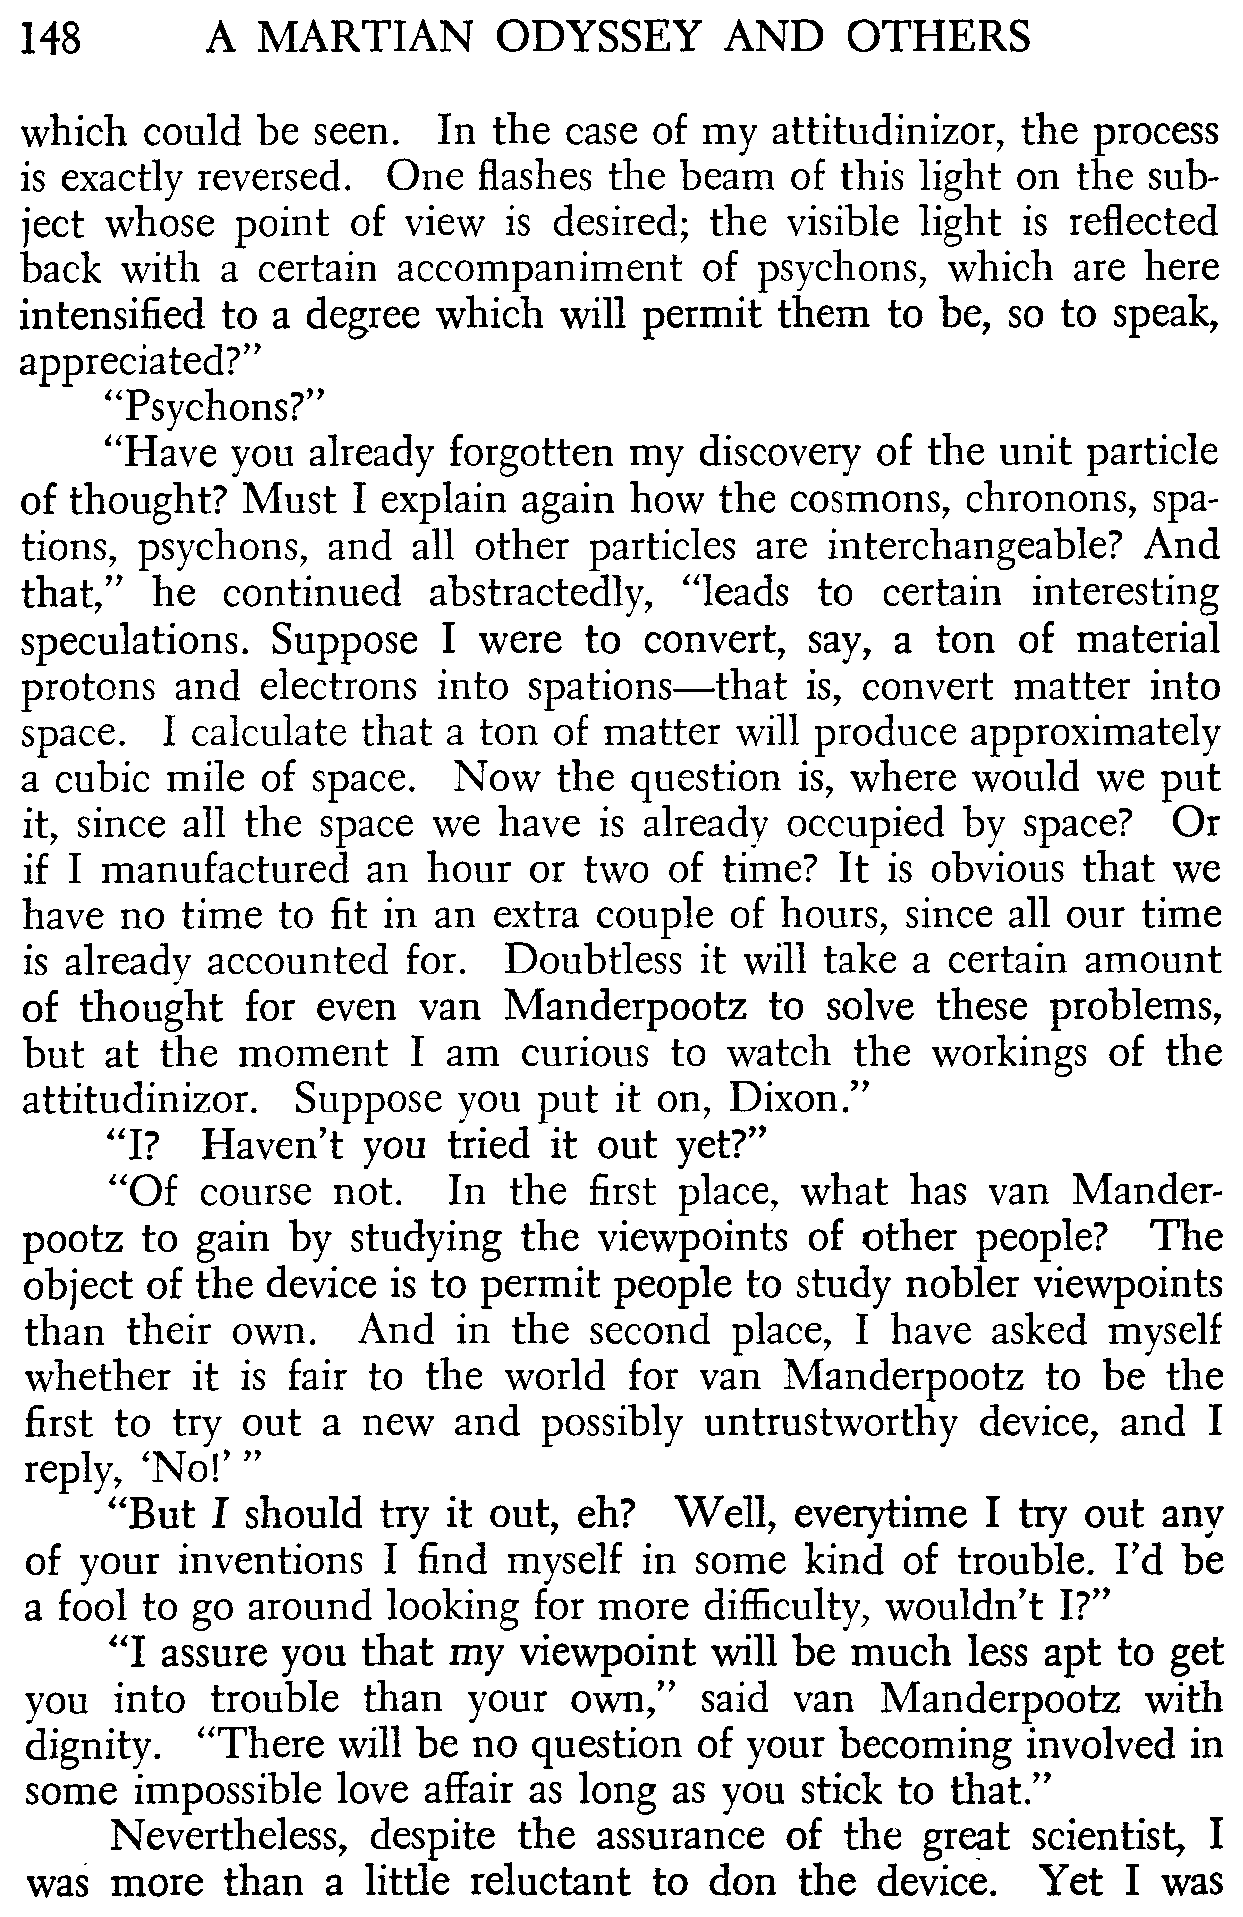 148 A MARTIAN ODYSSEY AND OTHERS
which could be seen. In the case of my attitudinizor, the process
is exactly reversed. One flashes the beam of this light on the sub-
ject whose point of view is desired; the visible light is reflected
back with a certain accompaniment of psychons, which are here
intensified to a degree which will permit them to be, so to speak,
appreciated?”
“Psychons?”
“Have you already forgotten my discovery of the unit particle
of thought? Must I explain again how the cosmons, chronons, spa-
tions, psychons, and all other particles are interchangeable? And
that,” he continued abstractedly, “leads to certain interesting
speculations. Suppose I were to convert, say, a ton of material
protons and electrons into spations—that is, convert matter into
space. I calculate that a ton of matter will produce approximately
a cubic mile of space. Now the question is, where would we put
it, since all the space we have is already occupied by space? Or
if I manufactured an hour or two of time? It is obvious that we
have no time to fit in an extra couple of hours, since all our time
is already accounted for. Doubtless it will take a certain amount
of thought for even van Manderpootz to solve these problems,
but at the moment I am curious to watch the workings of the
attitudinizor. Suppose you put it on, Dixon.”
“I? Haven’t you tried it out yet?”
“Of course not. In the first place, what has van Mander-
pootz to gain by studying the viewpoints of other people? The
object of the device is to permit people to study nobler viewpoints
than their own. And in the second place, I have asked myself
whether it is fair to the world for van Manderpootz to be the
first to try out a new and possibly untrustworthy device, and I
reply, ‘No!’ ”
“But I should try it out, eh? Well, everytime I try out any
of your inventions I find myself in some kind of trouble. I’d be
a fool to go around looking for more difficulty, wouldn’t I?”
“I assure you that my viewpoint will be much less apt to get
you into trouble than your own,” said van Manderpootz with
dignity. “There will be no question of your becoming involved in
some impossible love affair as long as you stick to that.”
Nevertheless, despite the assurance of the great scientist, I
was more than a little reluctant to don the device. Yet I was